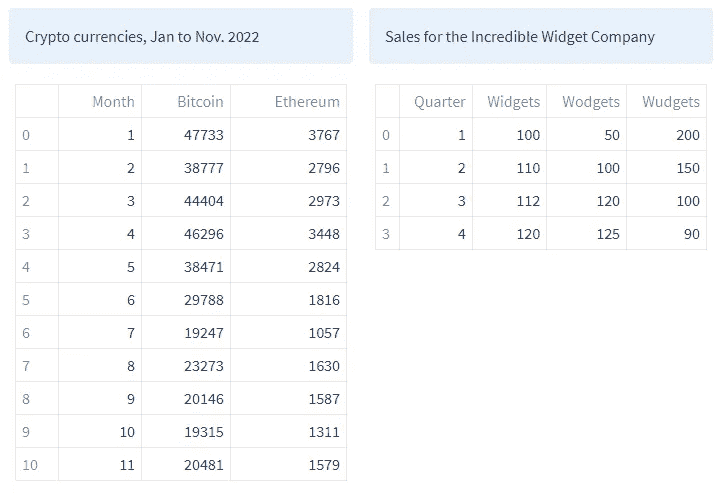 Crypto currencies, Jan to Nov. 2022
Month Bitcoin Ethereum
0 1 47733 3767
1 2 38777 2796
2 3 44404 2973
3 4 46296 3448
4 5 38471 2824
5 6 29788 1816
6 7 19247 1057
7 8 23273 1630
8 9 20146 1587
9 10 19315 1311
10 11 20481 1579
Sales for the Incredible Widget Company
Quarter Widgets Wodgets Wudgets
0 1 100 50 200
1 2 110 100 150
2 3 112 120 100
3 4 120 125 90